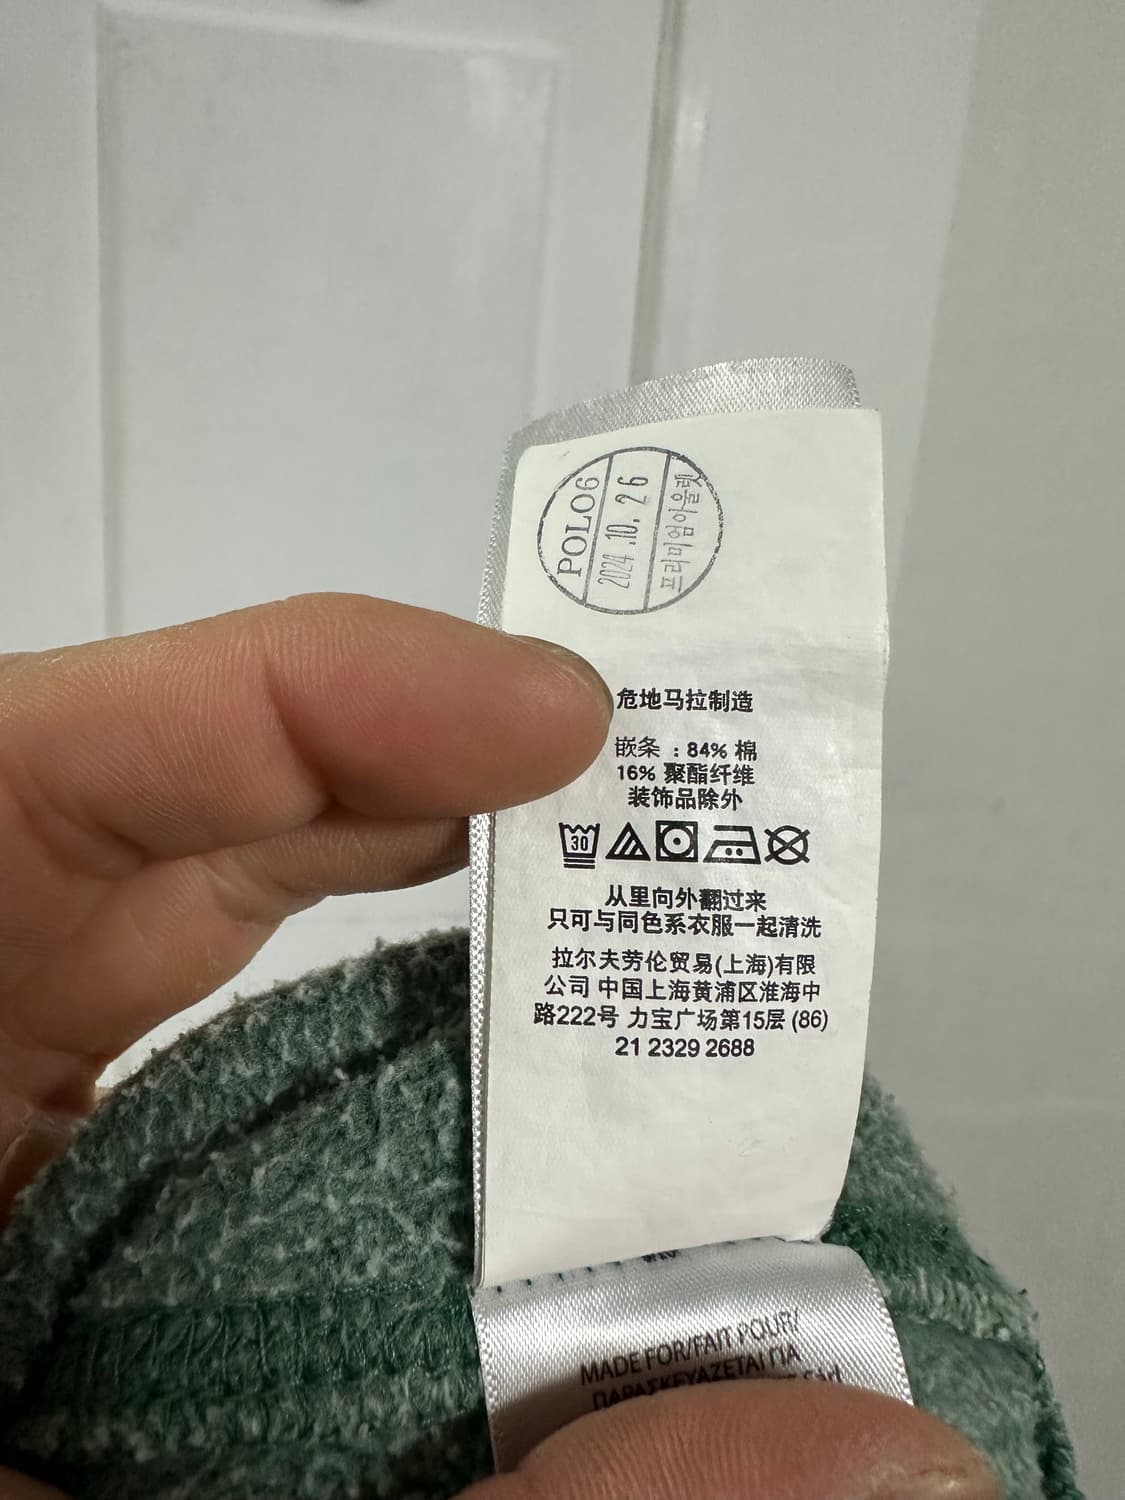 POLO6
2024.10.26
프리미엄아울렛
危地马拉制造
嵌条 : 84% 棉
16% 聚酯纤维
装饰品除外
30
从里向外翻过来
只可与同色系衣服一起清洗
拉尔夫劳伦贸易(上海)有限
公司 中国上海黄浦区淮海中
路222号 力宝广场第15层 (86)
21 2329 2688
MADE FOR/FAIT POUR/
ΠΑΡΑΣΚΕΥΑΖΕΤΑΙ ΓΙΑ